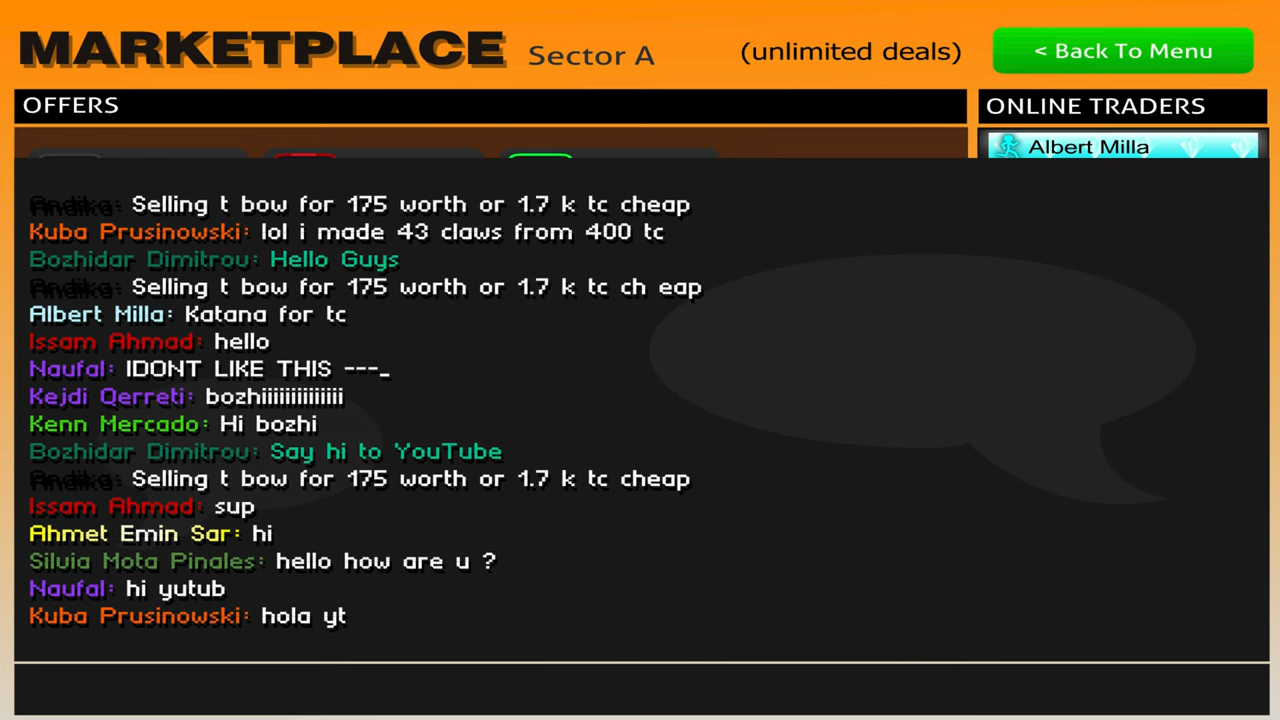 MARKETPLACE Sector A (unlimited deals) < Back To Menu
OFFERS ONLINE TRADERS
Albert Milla
Andika: Selling t bow for 175 worth or 1.7 k tc cheap
Kuba Prusinowski: lol i made 43 claws from 400 tc
Bozhidar Dimitrov: Hello Guys
Andika: Selling t bow for 175 worth or 1.7 k tc ch eap
Albert Milla: Katana for tc
Issam Ahmad: hello
Naufal: IDONT LIKE THIS ---_
Kejdi Qerreti: bozhiiiiiiiiiiiiii
Kenn Mercado: Hi bozhi
Bozhidar Dimitrov: Say hi to YouTube
Andika: Selling t bow for 175 worth or 1.7 k tc cheap
Issam Ahmad: sup
Ahmet Emin Sar: hi
Silvia Mota Pinales: hello how are u ?
Naufal: hi yutub
Kuba Prusinowski: hola yt